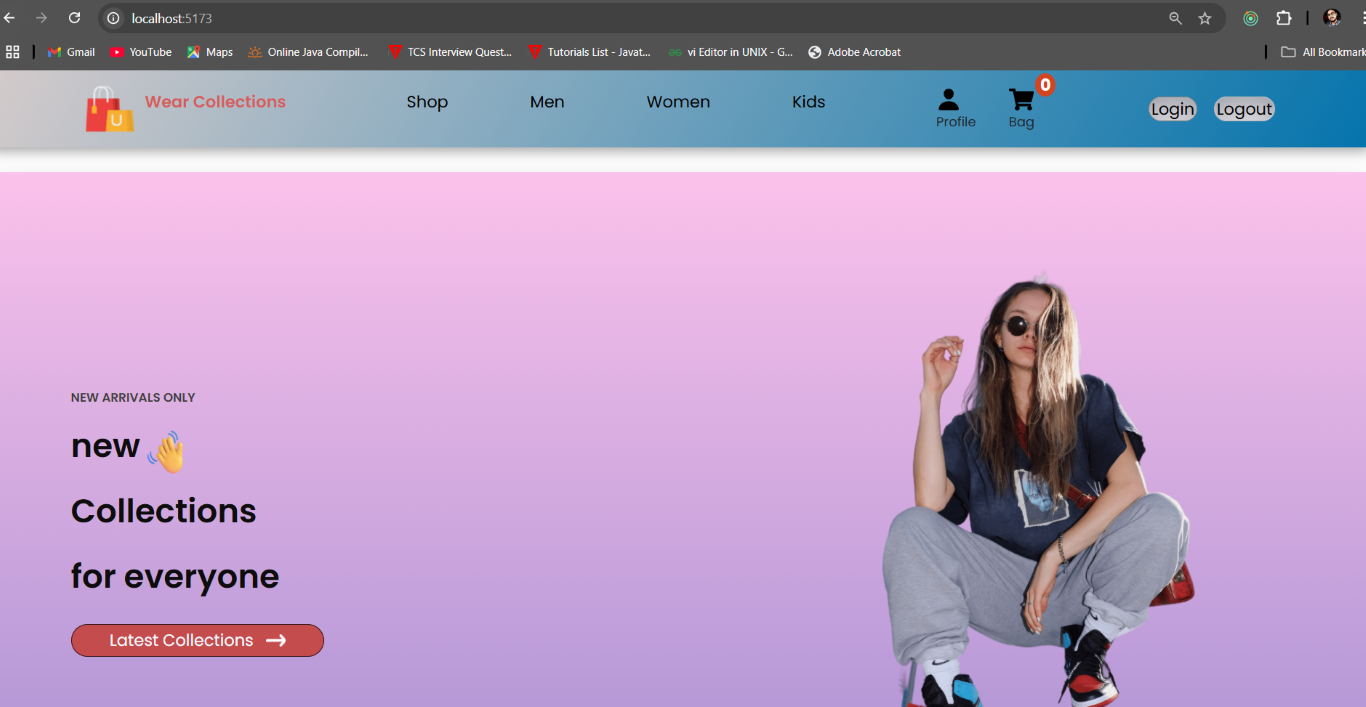 localhost:5173
Gmail YouTube Maps Online Java Compil... TCS Interview Quest... Tutorials List - Javat... vi Editor in UNIX - G... Adobe Acrobat All Bookmark
Wear Collections Shop Men Women Kids 0 Login Logout
U Profile Bag
NEW ARRIVALS ONLY
new
Collections
for everyone
Latest Collections